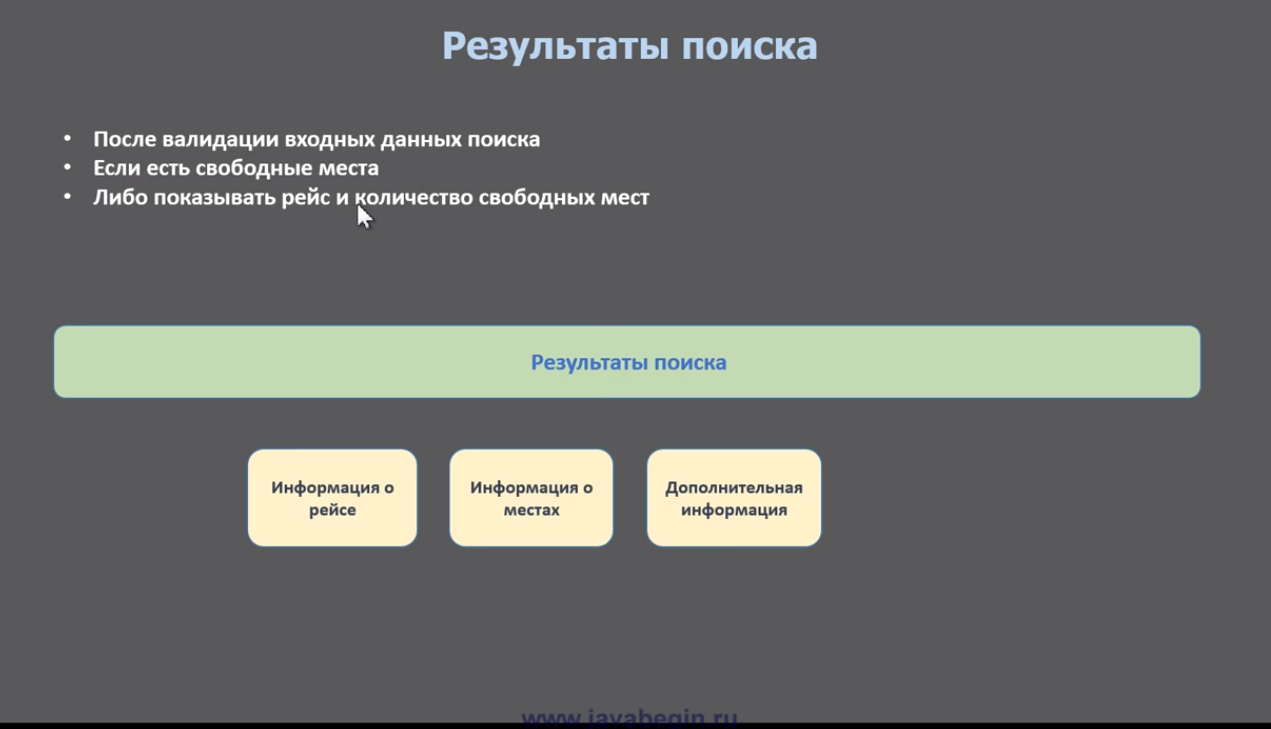 Результаты поиска
• После валидации входных данных поиска
• Если есть свободные места
• Либо показывать рейс и количество свободных мест
Результаты поиска
Информация о
рейсе
Информация о
местах
Дополнительная
информация
www.javabegin.ru